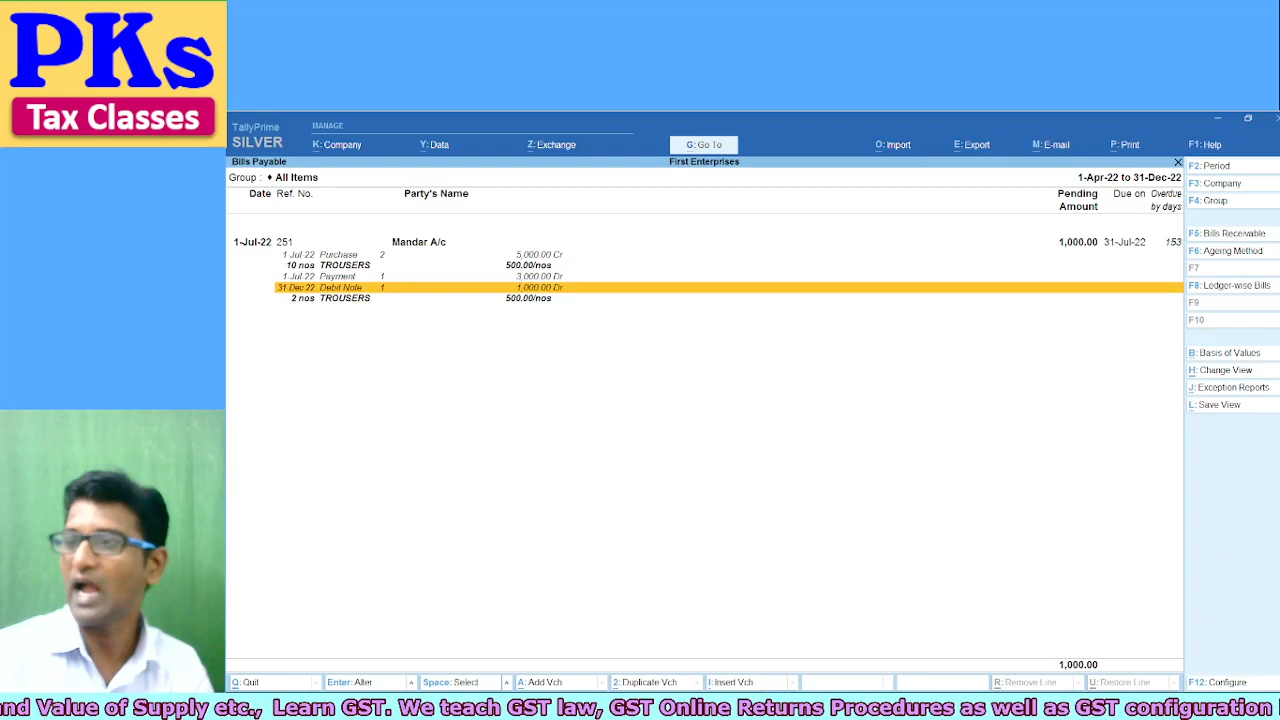 PKs
Tax Classes
TallyPrime
SILVER
MANAGE
K: Company
Y: Data
Z: Exchange
G: Go To
O: Import
E: Export
M: E-mail
P: Print
F1: Help
Bills Payable
First Enterprises
Group : ♦ All Items
1-Apr-22 to 31-Dec-22
Date Ref. No. Party's Name Pending Amount Due on Overdue by days
1-Jul-22 251 Mandar A/c 1,000.00 31-Jul-22 153
1 Jul 22 Purchase 2 5,000.00 Cr
10 nos TROUSERS 500.00/nos
1-Jul-22 Payment 1 3,000.00 Dr
31 Dec 22 Debit Note 1 1,000.00 Dr
2 nos TROUSERS 500.00/nos
1,000.00
F2: Period
F3: Company
F4: Group
F5: Bills Receivable
F6: Ageing Method
F7
F8: Ledger-wise Bills
F9
F10
B: Basis of Values
H: Change View
J: Exception Reports
L: Save View
Q: Quit
Enter: Alter
Space: Select
A: Add Vch
2: Duplicate Vch
I: Insert Vch
R: Remove Line
U: Restore Line
F12: Configure
and Value of Supply etc., Learn GST. We teach GST law, GST Online Returns Procedures as well as GST configuration